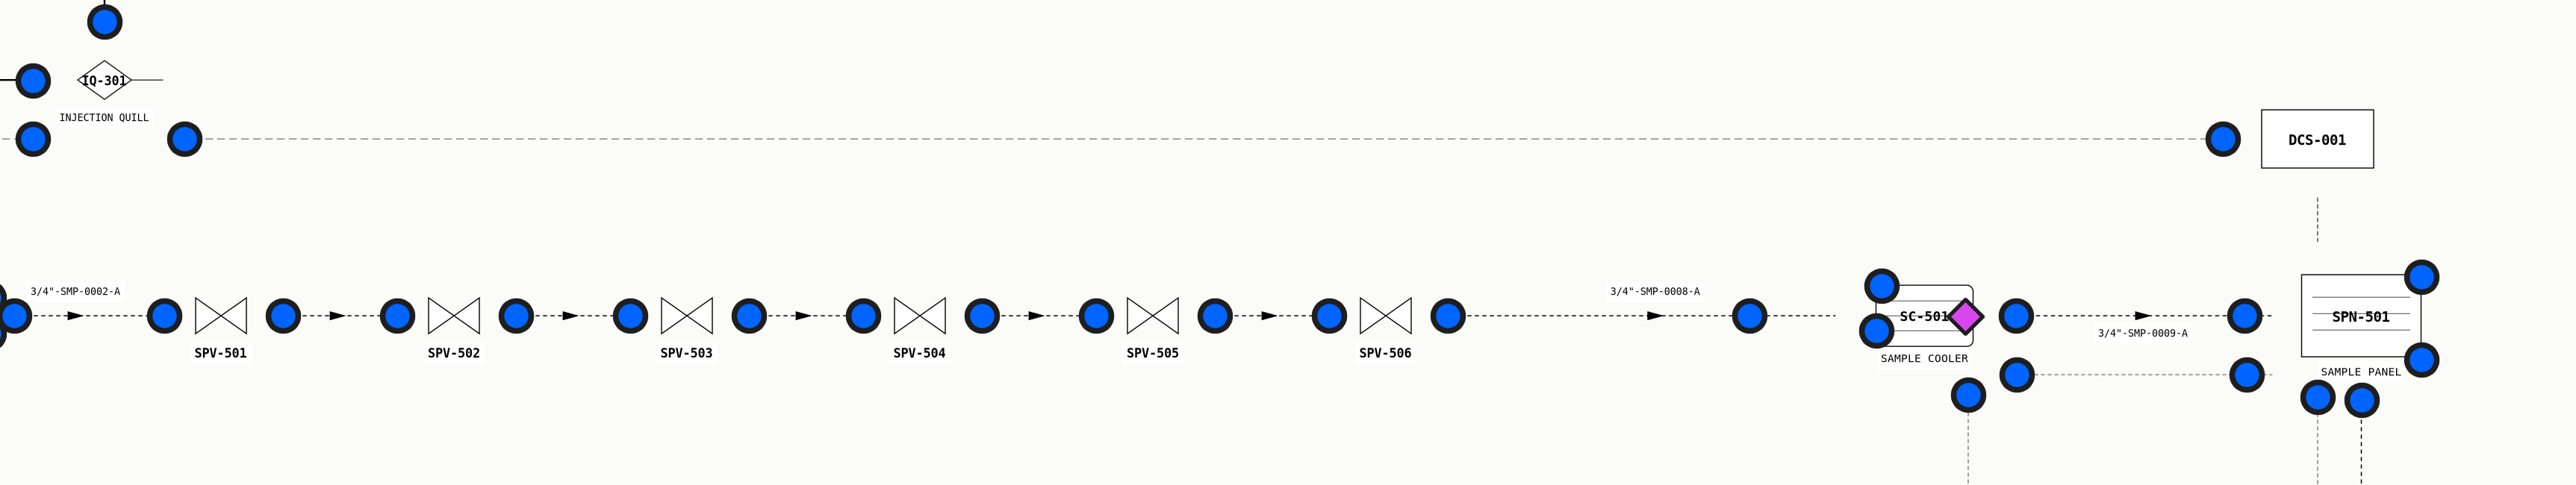 IQ-301
INJECTION QUILL
DCS-001
3/4"-SMP-0002-A
3/4"-SMP-0008-A
SC-501
SPN-501
3/4"-SMP-0009-A
SPV-501
SPV-502
SPV-503
SPV-504
SPV-505
SPV-506
SAMPLE COOLER
SAMPLE PANEL